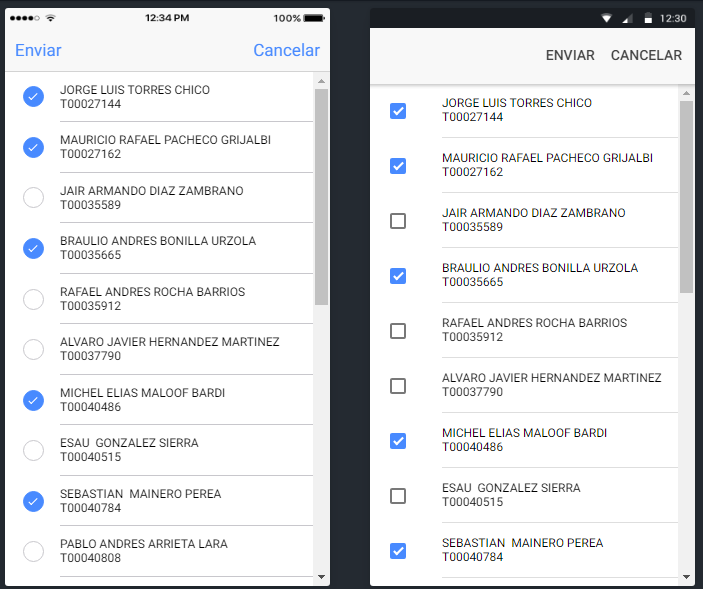 12:34 PM
100%
Enviar
Cancelar
JORGE LUIS TORRES CHICO
T00027144
MAURICIO RAFAEL PACHECO GRIJALBI
T00027162
JAIR ARMANDO DIAZ ZAMBRANO
T00035589
BRAULIO ANDRES BONILLA URZOLA
T00035665
RAFAEL ANDRES ROCHA BARRIOS
T00035912
ALVARO JAVIER HERNANDEZ MARTINEZ
T00037790
MICHEL ELIAS MALOOF BARDI
T00040486
ESAU  GONZALEZ SIERRA
T00040515
SEBASTIAN  MAINERO PEREA
T00040784
PABLO ANDRES ARRIETA LARA
T00040808
12:30
ENVIAR
CANCELAR
JORGE LUIS TORRES CHICO
T00027144
MAURICIO RAFAEL PACHECO GRIJALBI
T00027162
JAIR ARMANDO DIAZ ZAMBRANO
T00035589
BRAULIO ANDRES BONILLA URZOLA
T00035665
RAFAEL ANDRES ROCHA BARRIOS
T00035912
ALVARO JAVIER HERNANDEZ MARTINEZ
T00037790
MICHEL ELIAS MALOOF BARDI
T00040486
ESAU  GONZALEZ SIERRA
T00040515
SEBASTIAN  MAINERO PEREA
T00040784